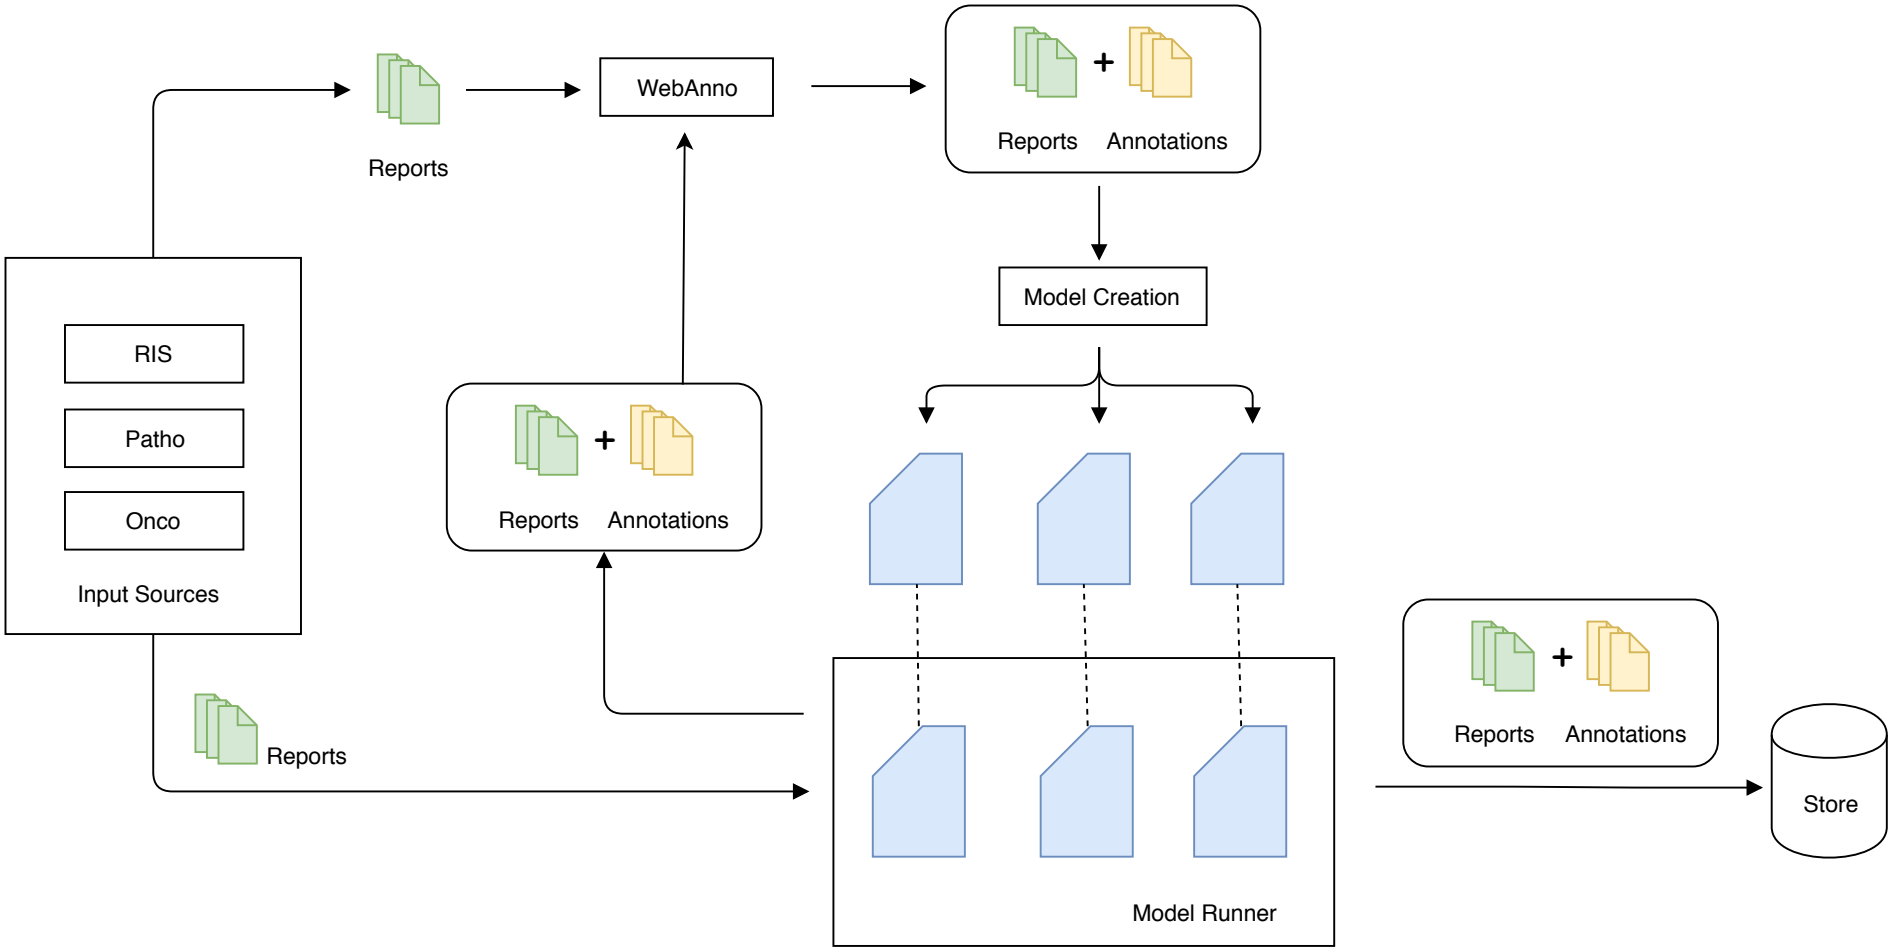 WebAnno
Reports
+
Reports
Annotations
Model Creation
RIS
Patho
Onco
Input Sources
+
Reports
Annotations
Reports
+
Reports
Annotations
Store
Model Runner